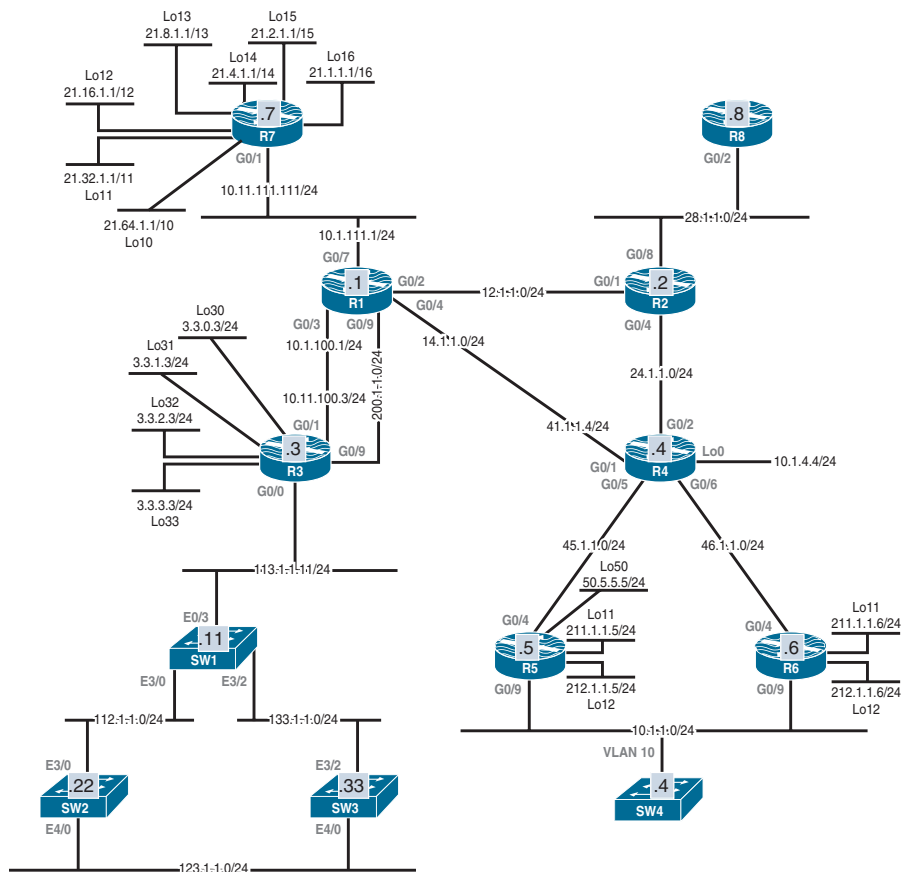 Lo13
21.8.1.1/13
Lo15
21.2.1.1/15
Lo14
21.4.1.1/14
Lo16
21.1.1.1/16
Lo12
21.16.1.1/12
.7
R7
G0/1
21.32.1.1/11
Lo11
21.64.1.1/10
Lo10
10.11.111.111/24
.8
R8
G0/2
28.1.1.0/24
10.1.111.1/24
G0/7
.1
R1
G0/2
G0/4
G0/3
G0/9
12.1.1.0/24
G0/8
G0/1
.2
R2
G0/4
14.1.1.0/24
24.1.1.0/24
10.1.100.1/24
200.1.1.0/24
10.11.100.3/24
Lo30
3.3.0.3/24
Lo31
3.3.1.3/24
Lo32
3.3.2.3/24
3.3.3.3/24
Lo33
G0/1
.3
R3
G0/9
G0/0
41.1.1.4/24
G0/2
.4
R4
Lo0
10.1.4.4/24
G0/1
G0/5
G0/6
45.1.1.0/24
46.1.1.0/24
Lo50
50.5.5.5/24
G0/4
Lo11
211.1.1.5/24
.5
R5
G0/9
212.1.1.5/24
Lo12
G0/4
Lo11
211.1.1.6/24
.6
R6
G0/9
212.1.1.6/24
Lo12
10.1.1.0/24
VLAN 10
.4
SW4
113.1.1.11/24
E0/3
.11
SW1
E3/0
E3/2
112.1.1.0/24
133.1.1.0/24
E3/0
.22
SW2
E4/0
E3/2
.33
SW3
E4/0
123.1.1.0/24